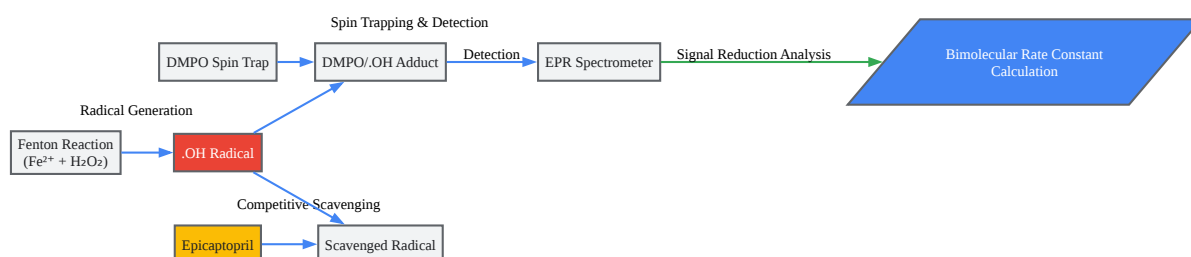 Spin Trapping & Detection
DMPO Spin Trap
DMPO/.OH Adduct
Detection
EPR Spectrometer
Signal Reduction Analysis
Bimolecular Rate Constant
Calculation
Radical Generation
Fenton Reaction
(Fe²⁺ + H₂O₂)
.OH Radical
Competitive Scavenging
Epicaptopril
Scavenged Radical